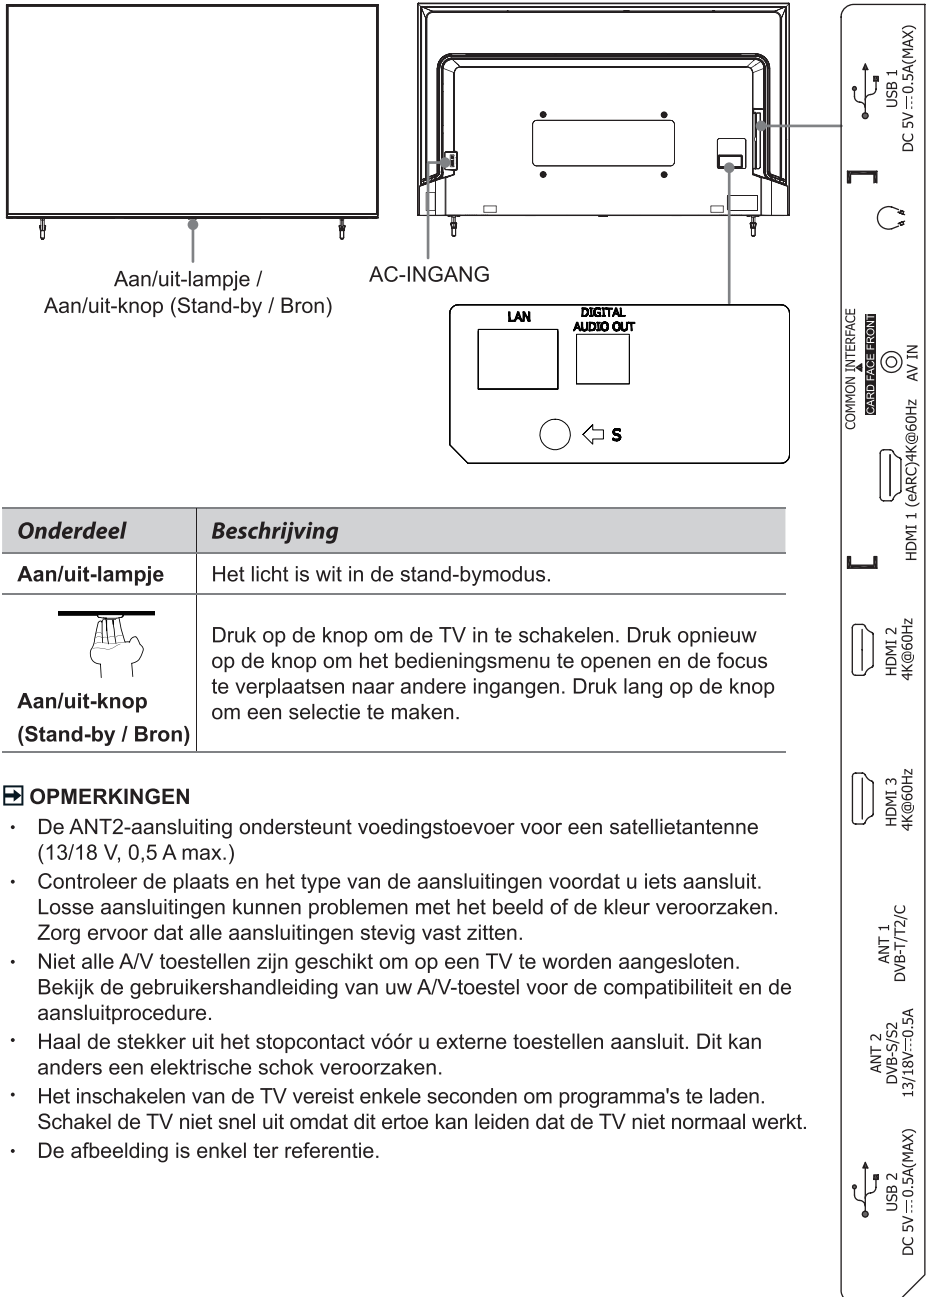 Aan/uit-lampje /
Aan/uit-knop (Stand-by / Bron)
AC-INGANG
LAN
DIGITAL
AUDIO OUT
S
Onderdeel Beschrijving
Aan/uit-lampje Het licht is wit in de stand-bymodus.
Aan/uit-knop
(Stand-by / Bron)
Druk op de knop om de TV in te schakelen. Druk opnieuw
op de knop om het bedieningsmenu te openen en de focus
te verplaatsen naar andere ingangen. Druk lang op de knop
om een selectie te maken.
OPMERKINGEN
• De ANT2-aansluiting ondersteunt voedingstoevoer voor een satellietantenne
(13/18 V, 0,5 A max.)
• Controleer de plaats en het type van de aansluitingen voordat u iets aansluit.
Losse aansluitingen kunnen problemen met het beeld of de kleur veroorzaken.
Zorg ervoor dat alle aansluitingen stevig vast zitten.
• Niet alle A/V toestellen zijn geschikt om op een TV te worden aangesloten.
Bekijk de gebruikershandleiding van uw A/V-toestel voor de compatibiliteit en de
aansluitprocedure.
• Haal de stekker uit het stopcontact vóór u externe toestellen aansluit. Dit kan
anders een elektrische schok veroorzaken.
• Het inschakelen van de TV vereist enkele seconden om programma's te laden.
Schakel de TV niet snel uit omdat dit ertoe kan leiden dat de TV niet normaal werkt.
• De afbeelding is enkel ter referentie.
USB 1
DC 5V⎓0.5A(MAX)
COMMON INTERFACE
CARD FACE FRONT
AV IN
HDMI 1 (eARC)4K@60Hz
HDMI 2
4K@60Hz
HDMI 3
4K@60Hz
ANT 1
DVB-T/T2/C
ANT 2
DVB-S/S2
13/18V⎓0.5A
USB 2
DC 5V⎓0.5A(MAX)